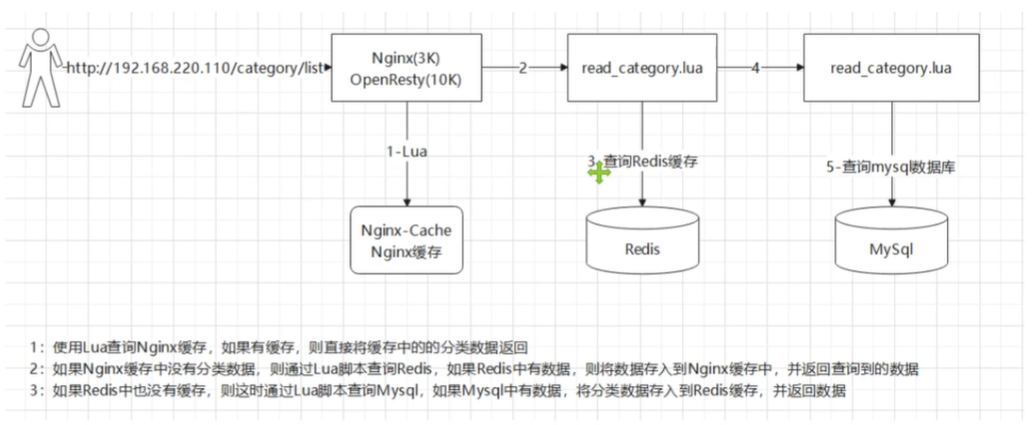 http://192.168.220.110/category/list
Nginx(3K)
OpenResty(10K)
2
read_category.lua
4
read_category.lua
1-Lua
3-查询Redis缓存
5-查询mysql数据库
Nginx-Cache
Nginx缓存
Redis
MySql
1：使用Lua查询Nginx缓存，如果有缓存，则直接将缓存中的的分类数据返回
2：如果Nginx缓存中没有分类数据，则通过Lua脚本查询Redis，如果Redis中有数据，则将数据存入到Nginx缓存中，并返回查询到的数据
3：如果Redis中也没有缓存，则这时通过Lua脚本查询Mysql，如果Mysql中有数据，将分类数据存入到Redis缓存，并返回数据